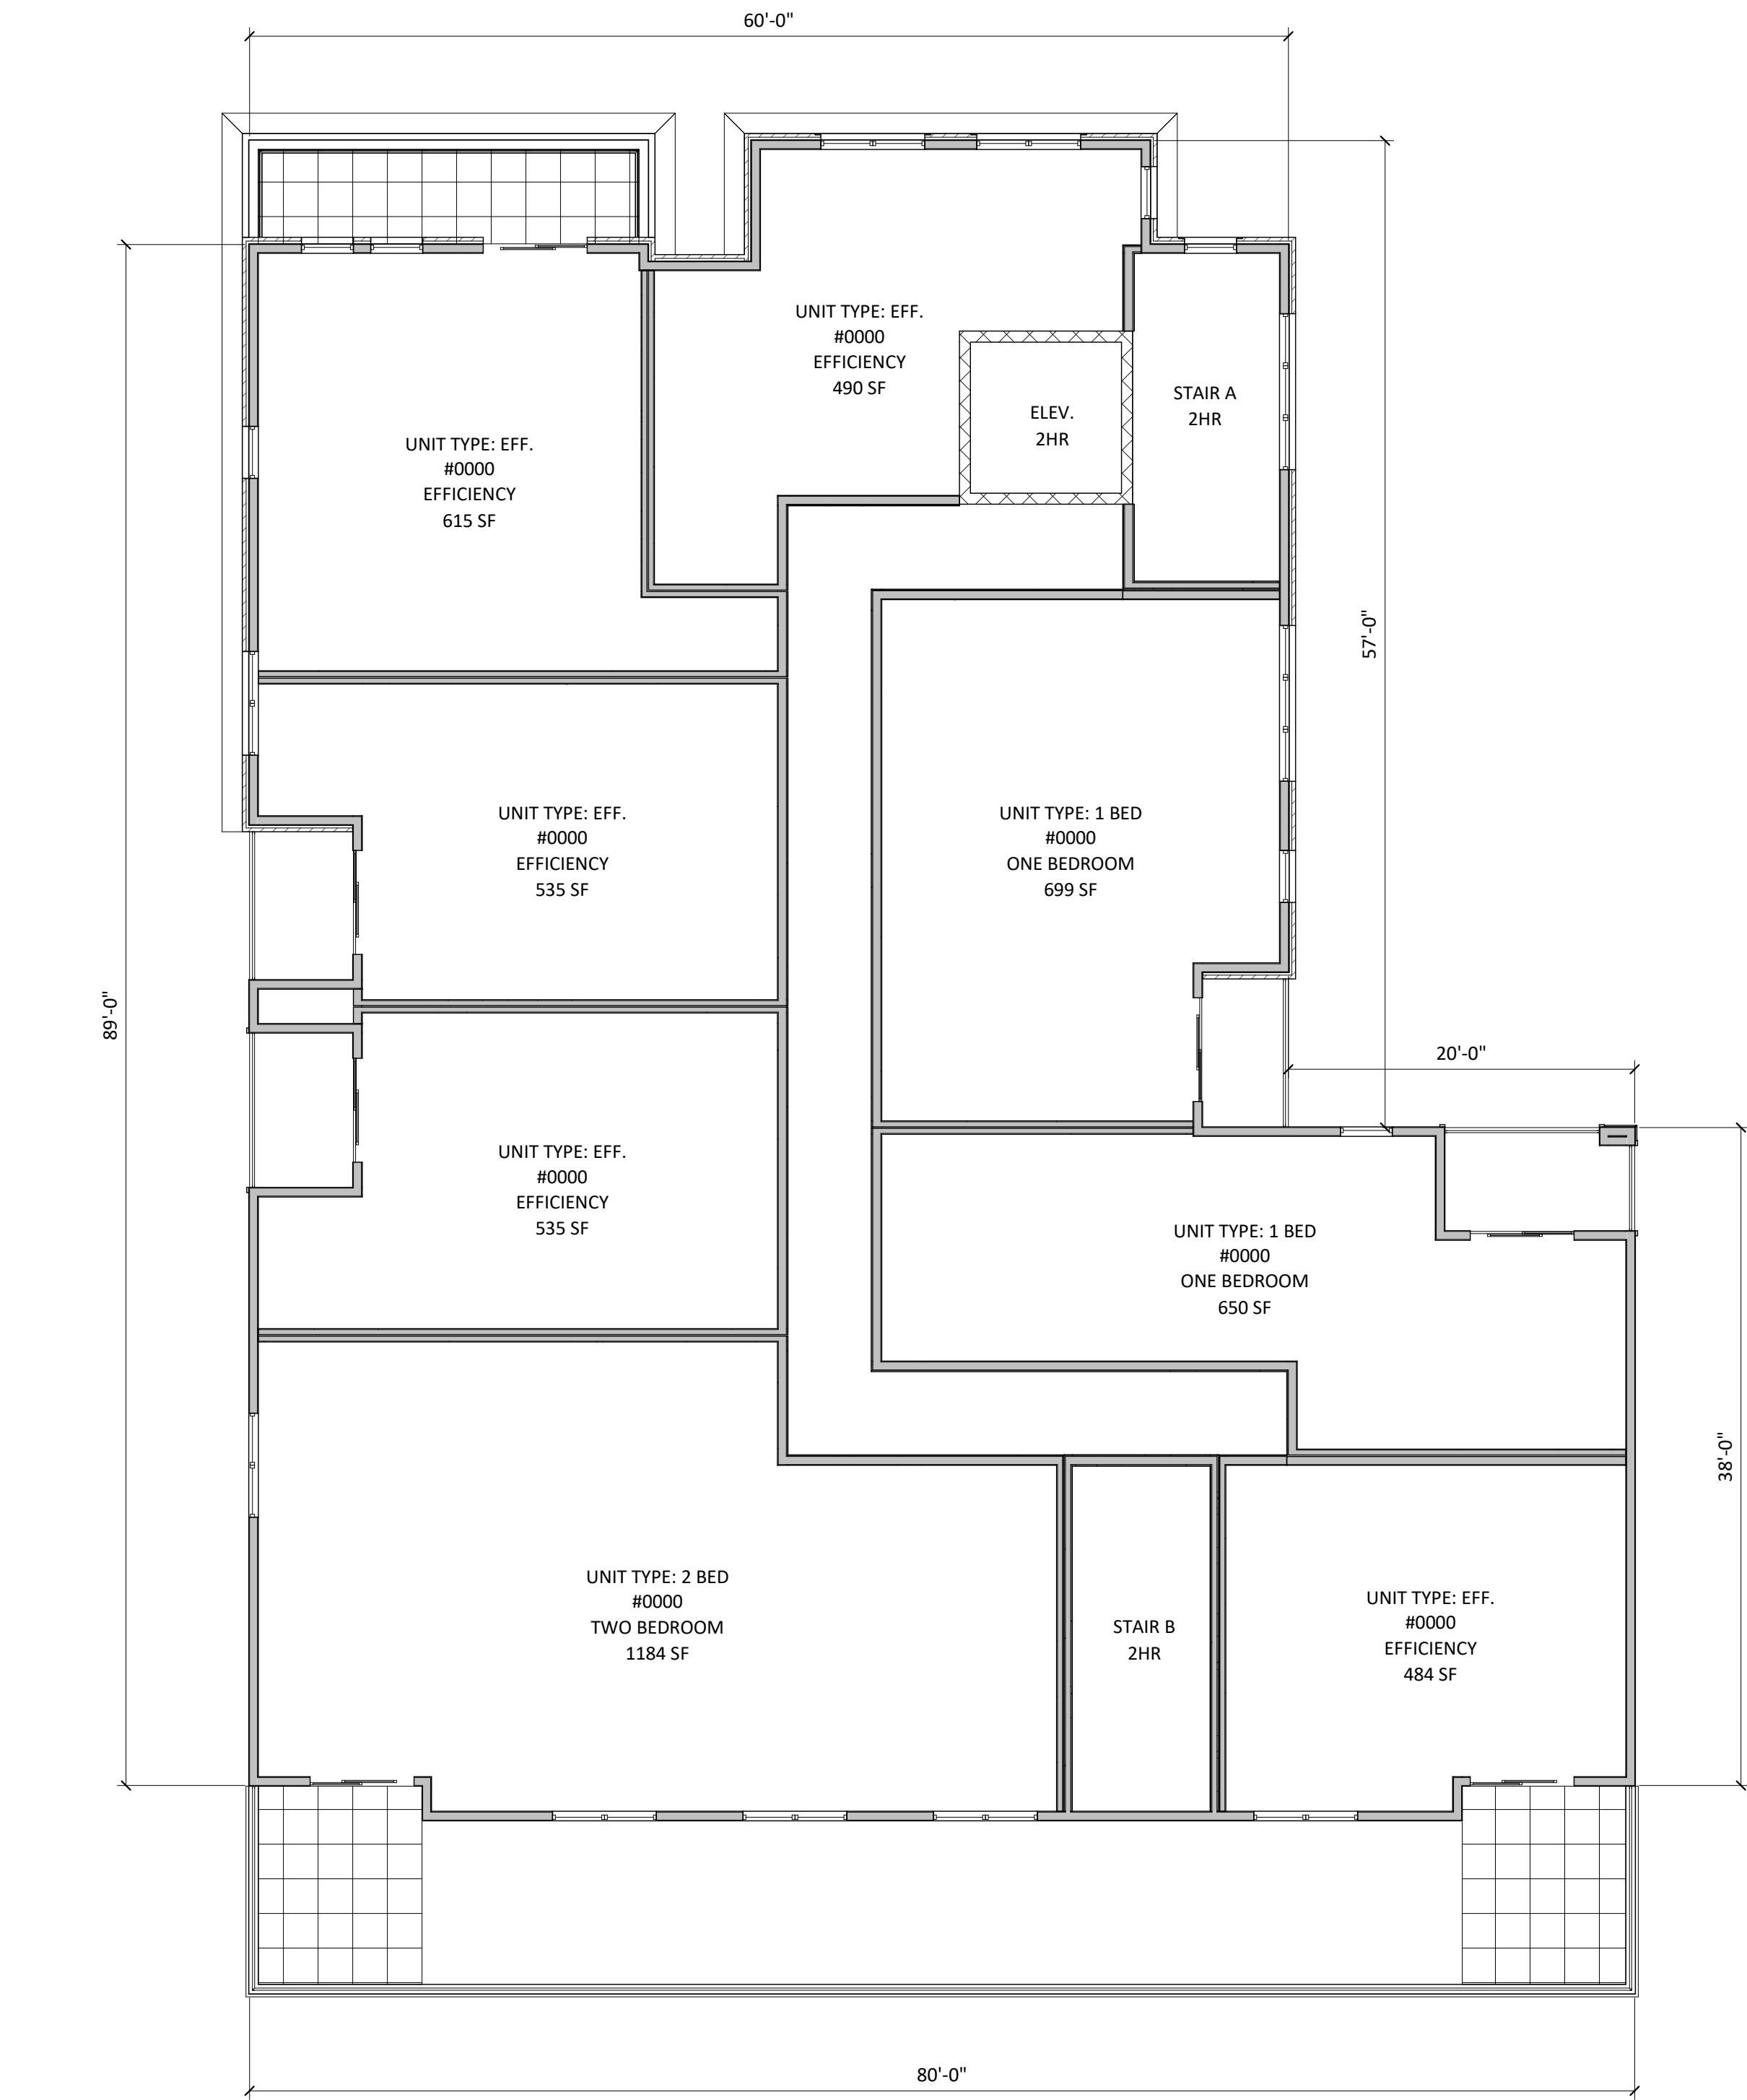 60'-0"
UNIT TYPE: EFF.
#0000
EFFICIENCY
490 SF
STAIR A
2HR
ELEV.
2HR
UNIT TYPE: EFF.
#0000
EFFICIENCY
615 SF
57'-0"
UNIT TYPE: EFF.
#0000
EFFICIENCY
535 SF
UNIT TYPE: 1 BED
#0000
ONE BEDROOM
699 SF
89'-0"
20'-0"
UNIT TYPE: EFF.
#0000
EFFICIENCY
535 SF
UNIT TYPE: 1 BED
#0000
ONE BEDROOM
650 SF
38'-0"
UNIT TYPE: 2 BED
#0000
TWO BEDROOM
1184 SF
STAIR B
2HR
UNIT TYPE: EFF.
#0000
EFFICIENCY
484 SF
80'-0"